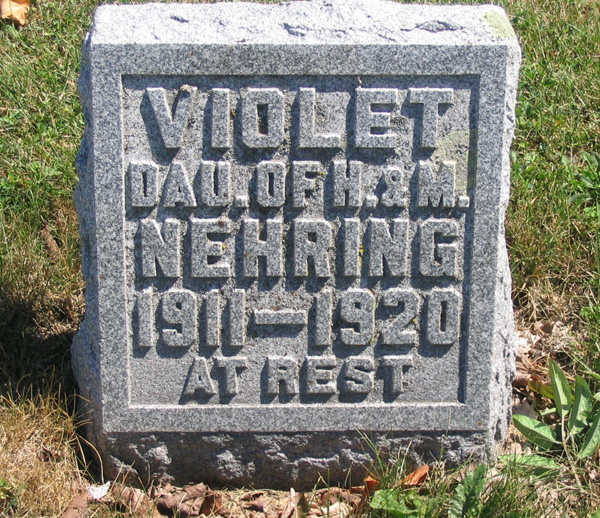 VIOLET
DAU. OF H. & M.
NEHRING
1911—1920
AT REST